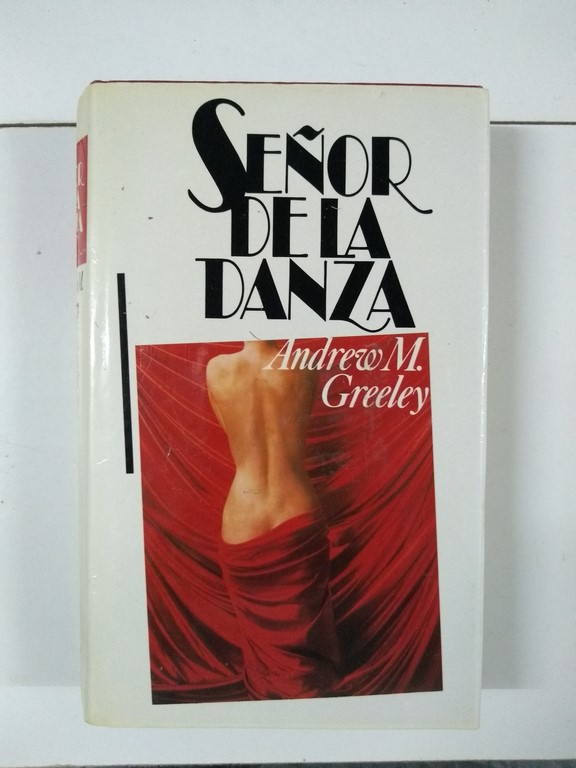 SEÑOR
DE LA
DANZA
Andrew M.
Greeley